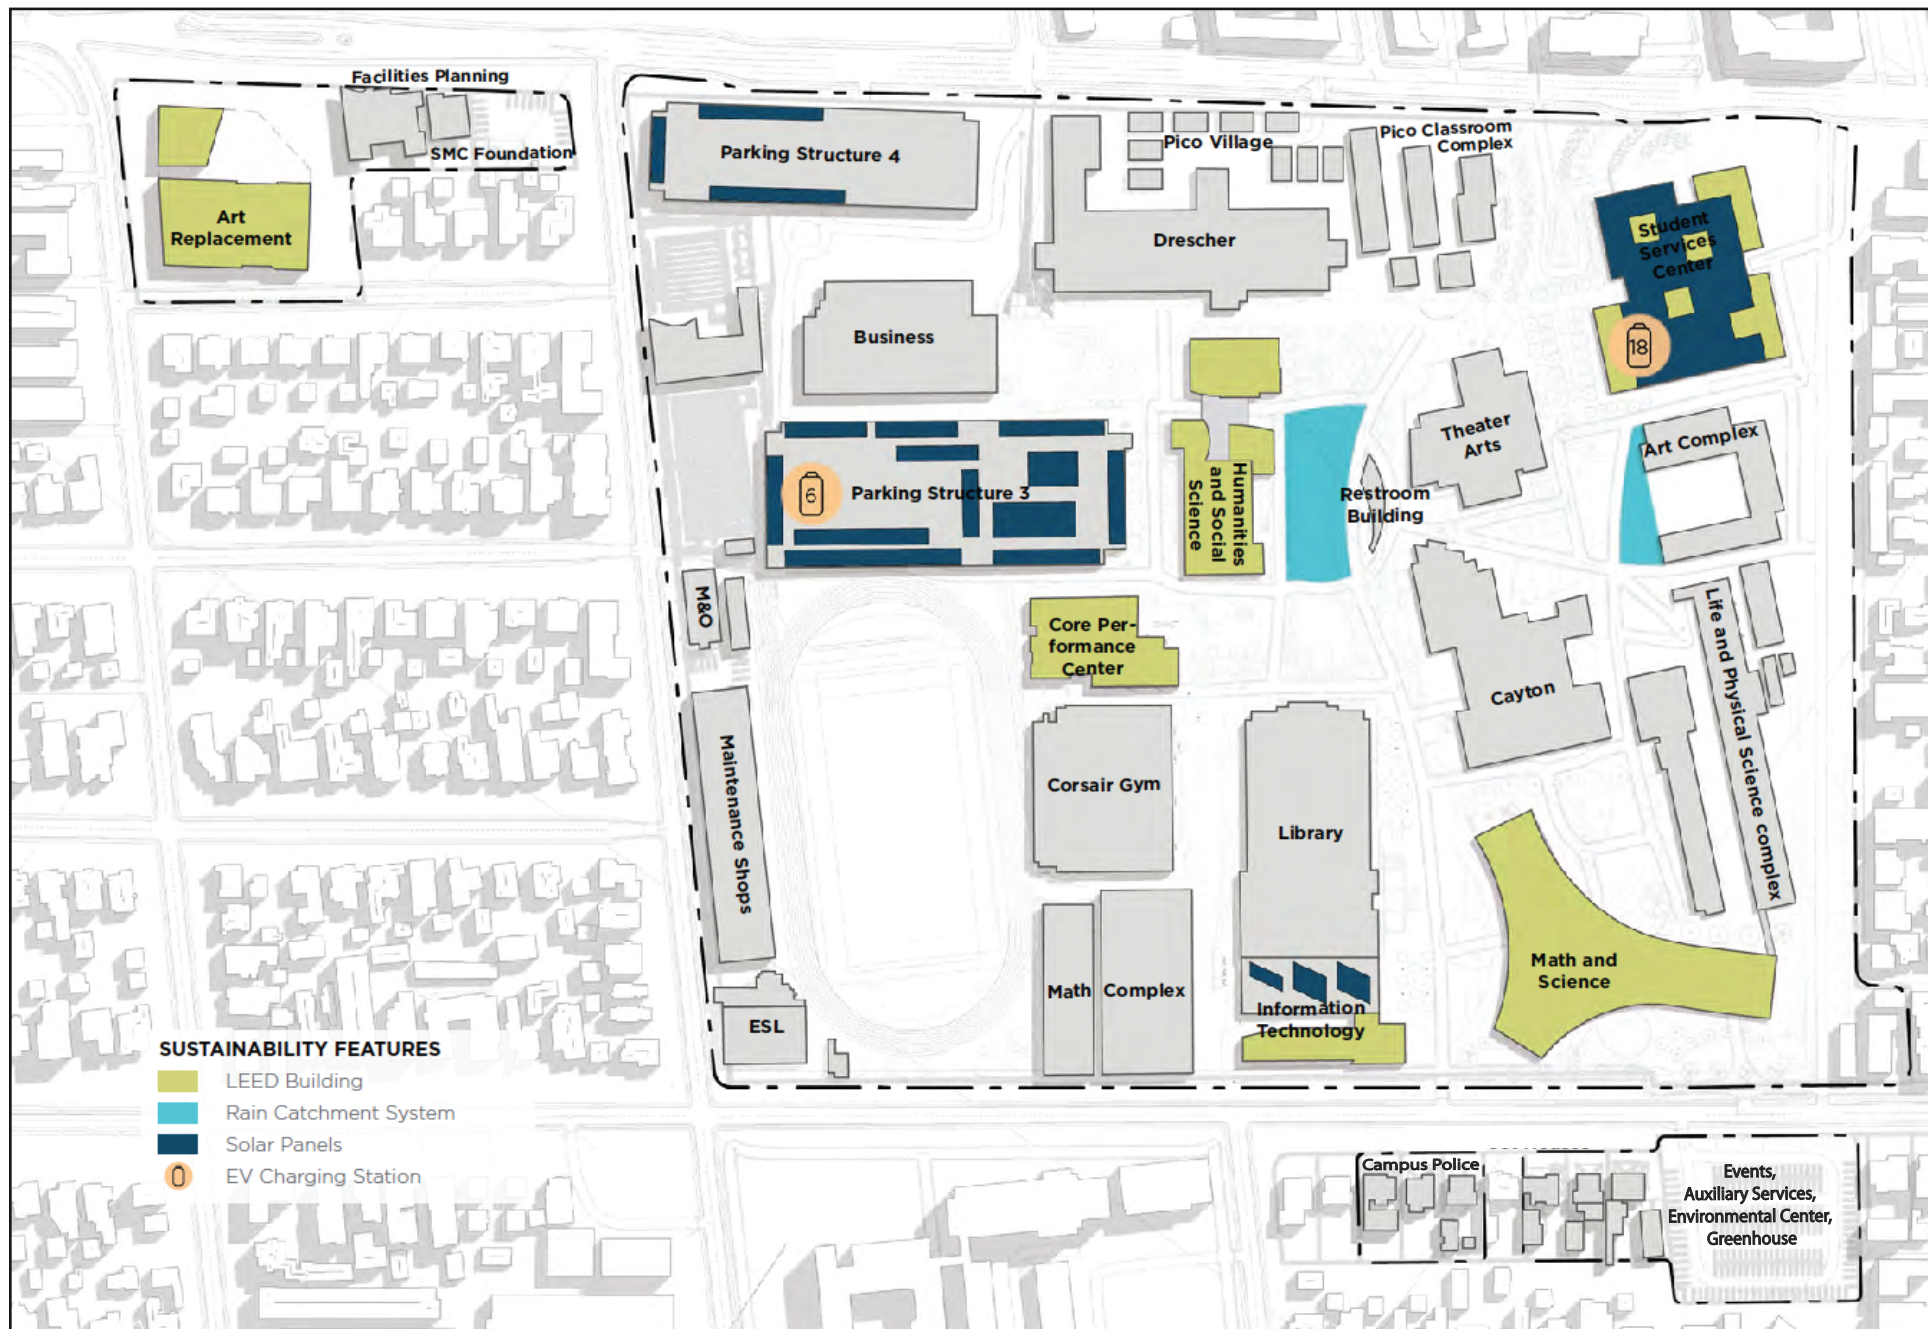 Facilities Planning
SMC Foundation
Art
Replacement
Parking Structure 4
Pico Village
Pico Classroom
Complex
Drescher
Student
Services
Center
18
Business
Theater
Arts
Art Complex
6
Parking Structure 3
Humanities
and Social
Science
Restroom
Building
M&O
Core Per-
formance
Center
Life and Physical Science complex
Cayton
Maintenance Shops
Corsair Gym
Library
Math and
Science
Math Complex
Information
Technology
ESL
SUSTAINABILITY FEATURES
LEED Building
Rain Catchment System
Solar Panels
EV Charging Station
Campus Police
Events,
Auxiliary Services,
Environmental Center,
Greenhouse